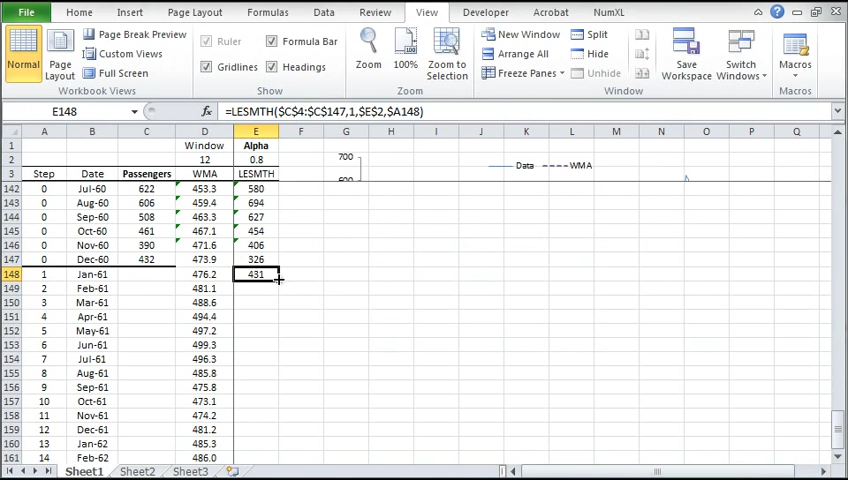 File Home Insert Page Layout Formulas Data Review View Developer Acrobat NumXL
Normal Page Layout Page Break Preview Custom Views Full Screen Workbook Views
Ruler Formula Bar Gridlines Headings Show
Zoom 100% Zoom to Selection Zoom
New Window Arrange All Freeze Panes Split Hide Unhide Save Workspace Switch Windows Window
Macros Macros
E148 fx =LESMTH($C$4:$C$147,1,$E$2,$A148)
A B C D E F G H I J K L M N O P Q
1 Window Alpha
2 12 0.8 700 Data WMA
3 Step Date Passengers WMA LESMTH 600
142 0 Jul-60 622 453.3 580
143 0 Aug-60 606 459.4 694
144 0 Sep-60 508 463.3 627
145 0 Oct-60 461 467.1 454
146 0 Nov-60 390 471.6 406
147 0 Dec-60 432 473.9 326
148 1 Jan-61 476.2 431
149 2 Feb-61 481.1
150 3 Mar-61 488.6
151 4 Apr-61 494.4
152 5 May-61 497.2
153 6 Jun-61 499.3
154 7 Jul-61 496.3
155 8 Aug-61 485.8
156 9 Sep-61 475.8
157 10 Oct-61 473.1
158 11 Nov-61 474.2
159 12 Dec-61 481.2
160 13 Jan-62 485.3
161 14 Feb-62 486.0
Sheet1 Sheet2 Sheet3